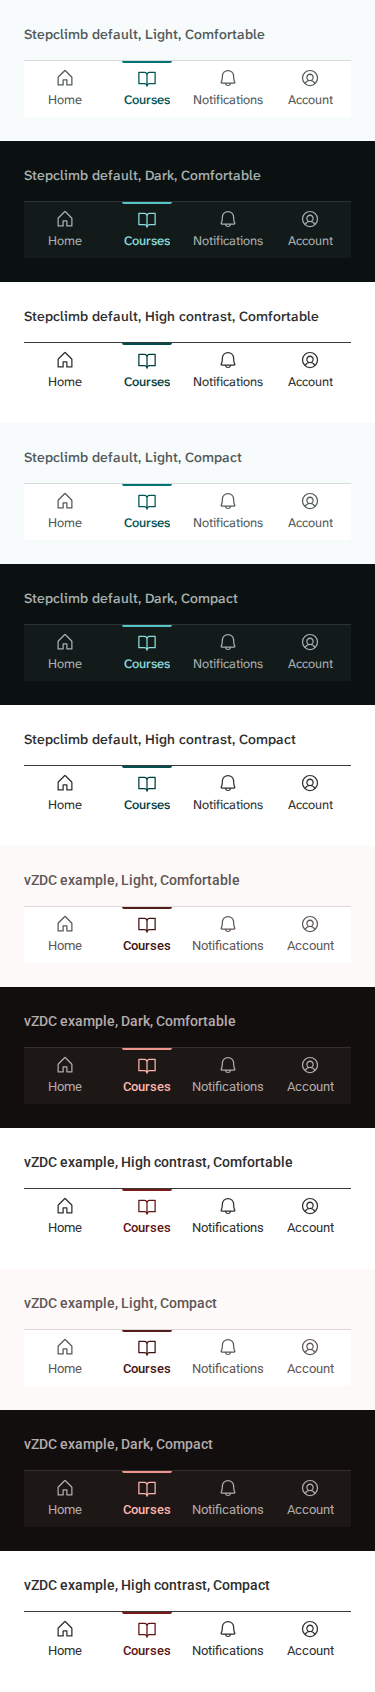 Stepclimb default, Light, Comfortable
Home Courses Notifications Account
Stepclimb default, Dark, Comfortable
Home Courses Notifications Account
Stepclimb default, High contrast, Comfortable
Home Courses Notifications Account
Stepclimb default, Light, Compact
Home Courses Notifications Account
Stepclimb default, Dark, Compact
Home Courses Notifications Account
Stepclimb default, High contrast, Compact
Home Courses Notifications Account
vZDC example, Light, Comfortable
Home Courses Notifications Account
vZDC example, Dark, Comfortable
Home Courses Notifications Account
vZDC example, High contrast, Comfortable
Home Courses Notifications Account
vZDC example, Light, Compact
Home Courses Notifications Account
vZDC example, Dark, Compact
Home Courses Notifications Account
vZDC example, High contrast, Compact
Home Courses Notifications Account